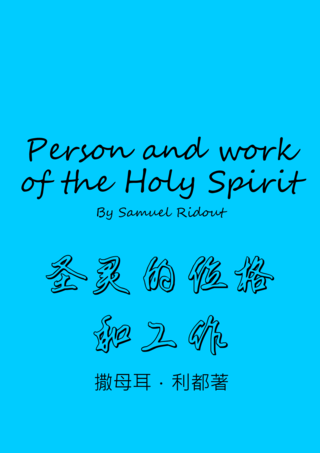 Person and work
of the Holy Spirit
By Samuel Ridout
圣灵的位格
和工作
撒母耳．利都著